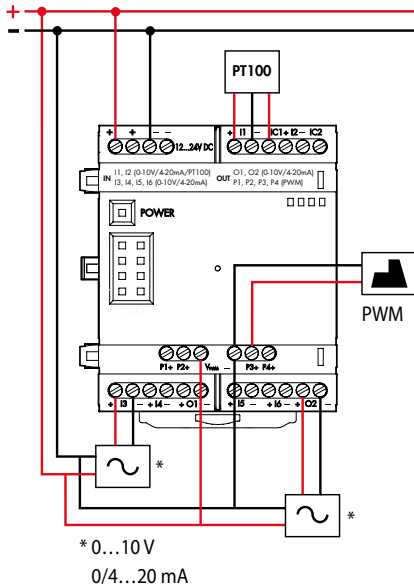 +
−
PT100
+ + − − 12...24V DC
+ I1 − IC1 + I2 − IC2
IN I1, I2 (0-10V/4-20mA/PT100)
I3, I4, I5, I6 (0-10V/4-20mA)
OUT O1, O2 (0-10V/4-20mA)
P1, P2, P3, P4 (PWM)
POWER
PWM
P1+ P2+ VPWM − P3+ P4+
+ I3 − + I4 − + O1 −
+ I5 − + I6 − + O2 −
*
*
* 0…10 V
0/4…20 mA